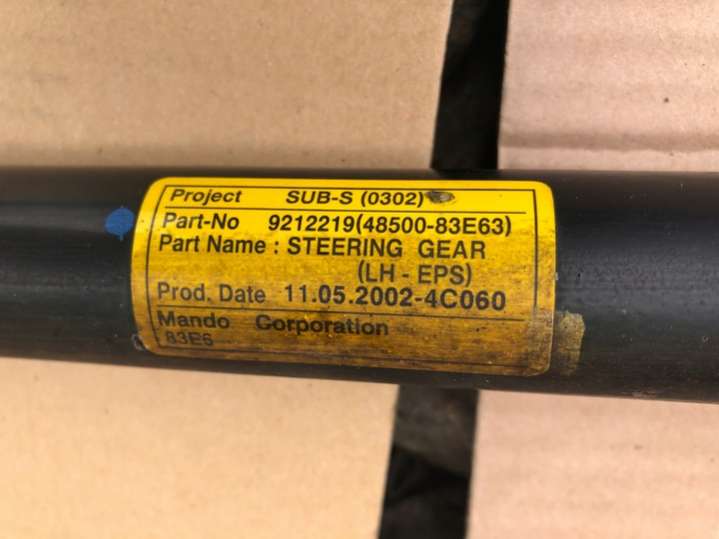 Project SUB-S (0302)
Part-No 9212219(48500-83E63)
Part Name : STEERING GEAR
(LH - EPS)
Prod. Date 11.05.2002-4C060
Mando Corporation
83E6